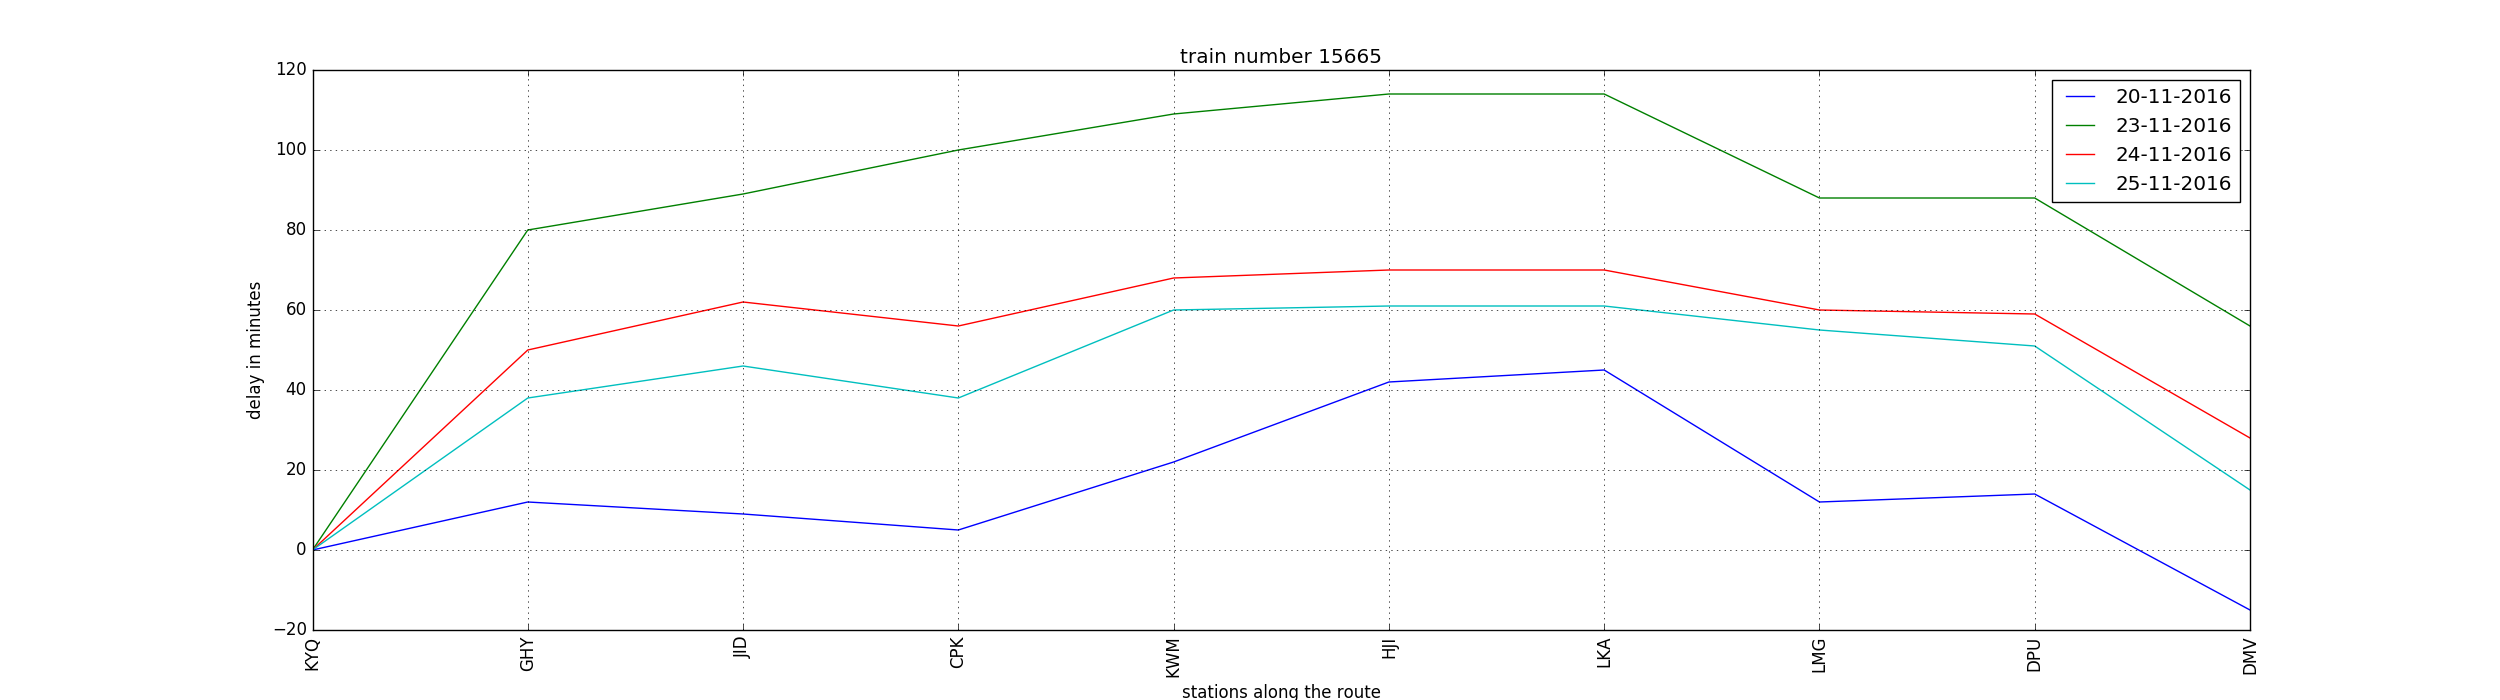 train number 15665
120
100
80
60
40
20
0
−20
delay in minutes
20-11-2016
23-11-2016
24-11-2016
25-11-2016
KYQ
GHY
JID
CPK
KWM
HJI
LKA
LMG
DPU
DMV
stations along the route